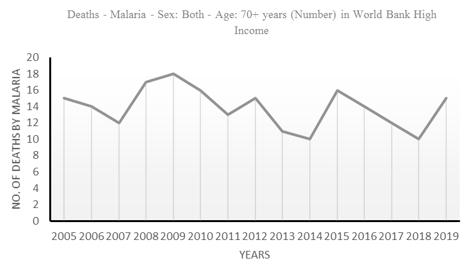 Deaths - Malaria - Sex: Both - Age: 70+ years (Number) in World Bank High
Income
NO. OF DEATHS BY MALARIA
20
18
16
14
12
10
8
6
4
2
0
2005 2006 2007 2008 2009 2010 2011 2012 2013 2014 2015 2016 2017 2018 2019
YEARS